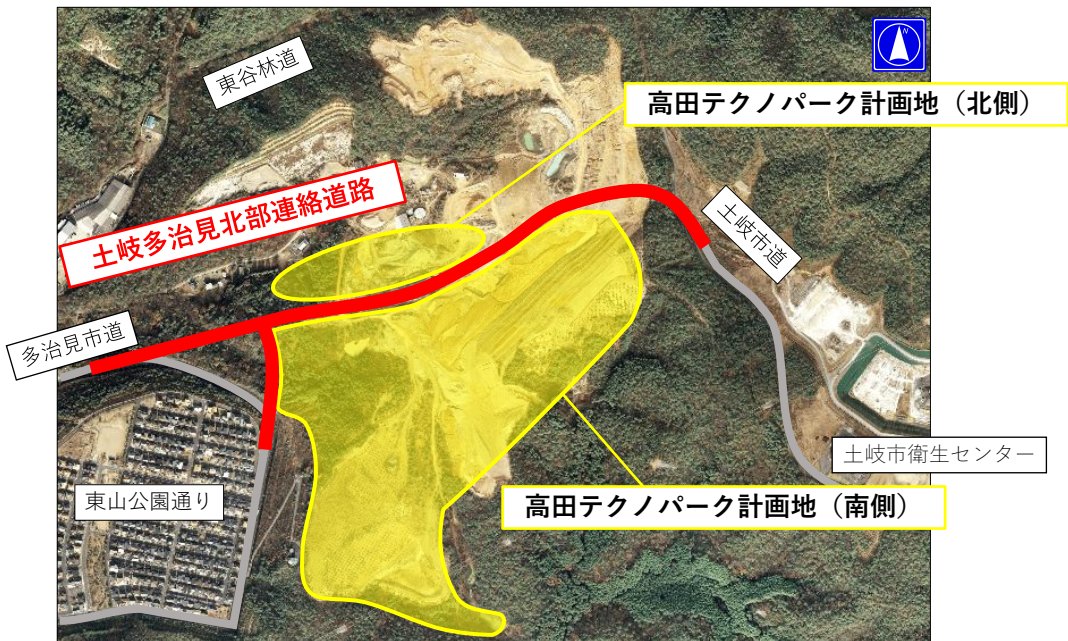 東谷林道
N
高田テクノパーク計画地（北側）
土岐多治見北部連絡道路
土岐市道
多治見市道
土岐市衛生センター
東山公園通り
高田テクノパーク計画地（南側）